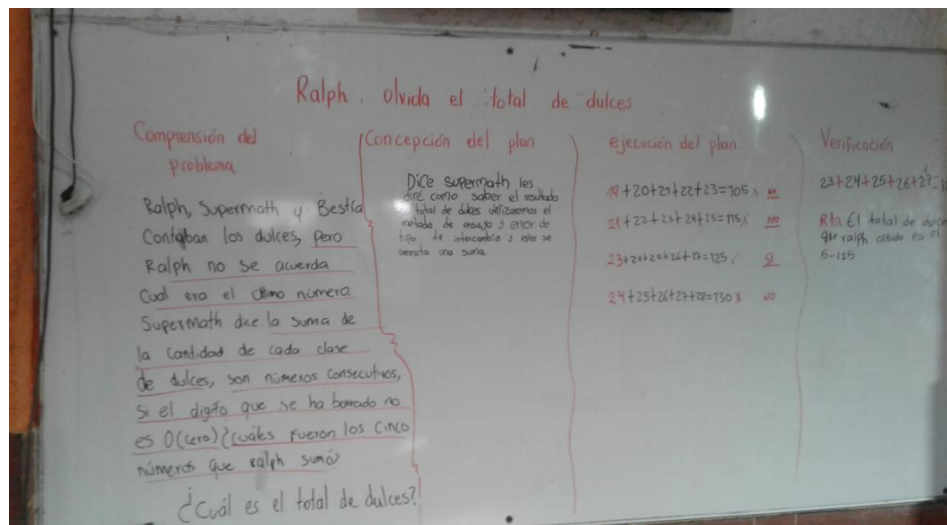 Ralph, olvida el total de dulces
Comprensión del
problema
Ralph, Supermath y Bestia
Contaban los dulces, pero
Ralph no se acuerda
Cual era el último número
Supermath dice: la suma de
la cantidad de cada clase
de dulces, son números consecutivos,
si el dígito que se ha borrado no
es 0 (cero) ¿cuáles fueron los cinco
números que ralph sumó?
¿Cuál es el total de dulces?
Concepción del plan
Dice supermath les
diré como saber el resultado
total de dulces utilizaremos el
metodo de ensayo y error de
tipo de intercambio y esto se
una suma.
ejecución del plan
19+20+21+22+23=105 x no
21+22+23+24+25=115 x NO
23+24+25+26+27=125 ✓ SI
24+25+26+27+28=130 x NO
Verificación
23+24+25+26+27=
Rta El total de dulce
que ralph olvido es el
5-125